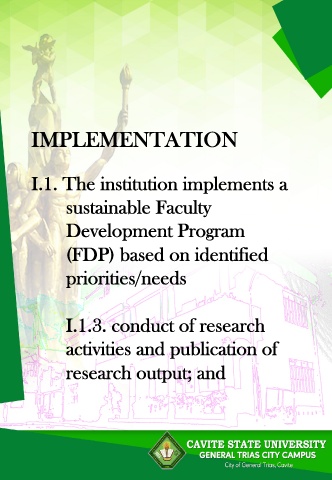 IMPLEMENTATION
I.1. The institution implements a
sustainable Faculty
Development Program
(FDP) based on identified
priorities/needs
I.1.3. conduct of research
activities and publication of
research output; and
CAVITE STATE UNIVERSITY
GENERAL TRIAS CITY CAMPUS
City of General Trias, Cavite